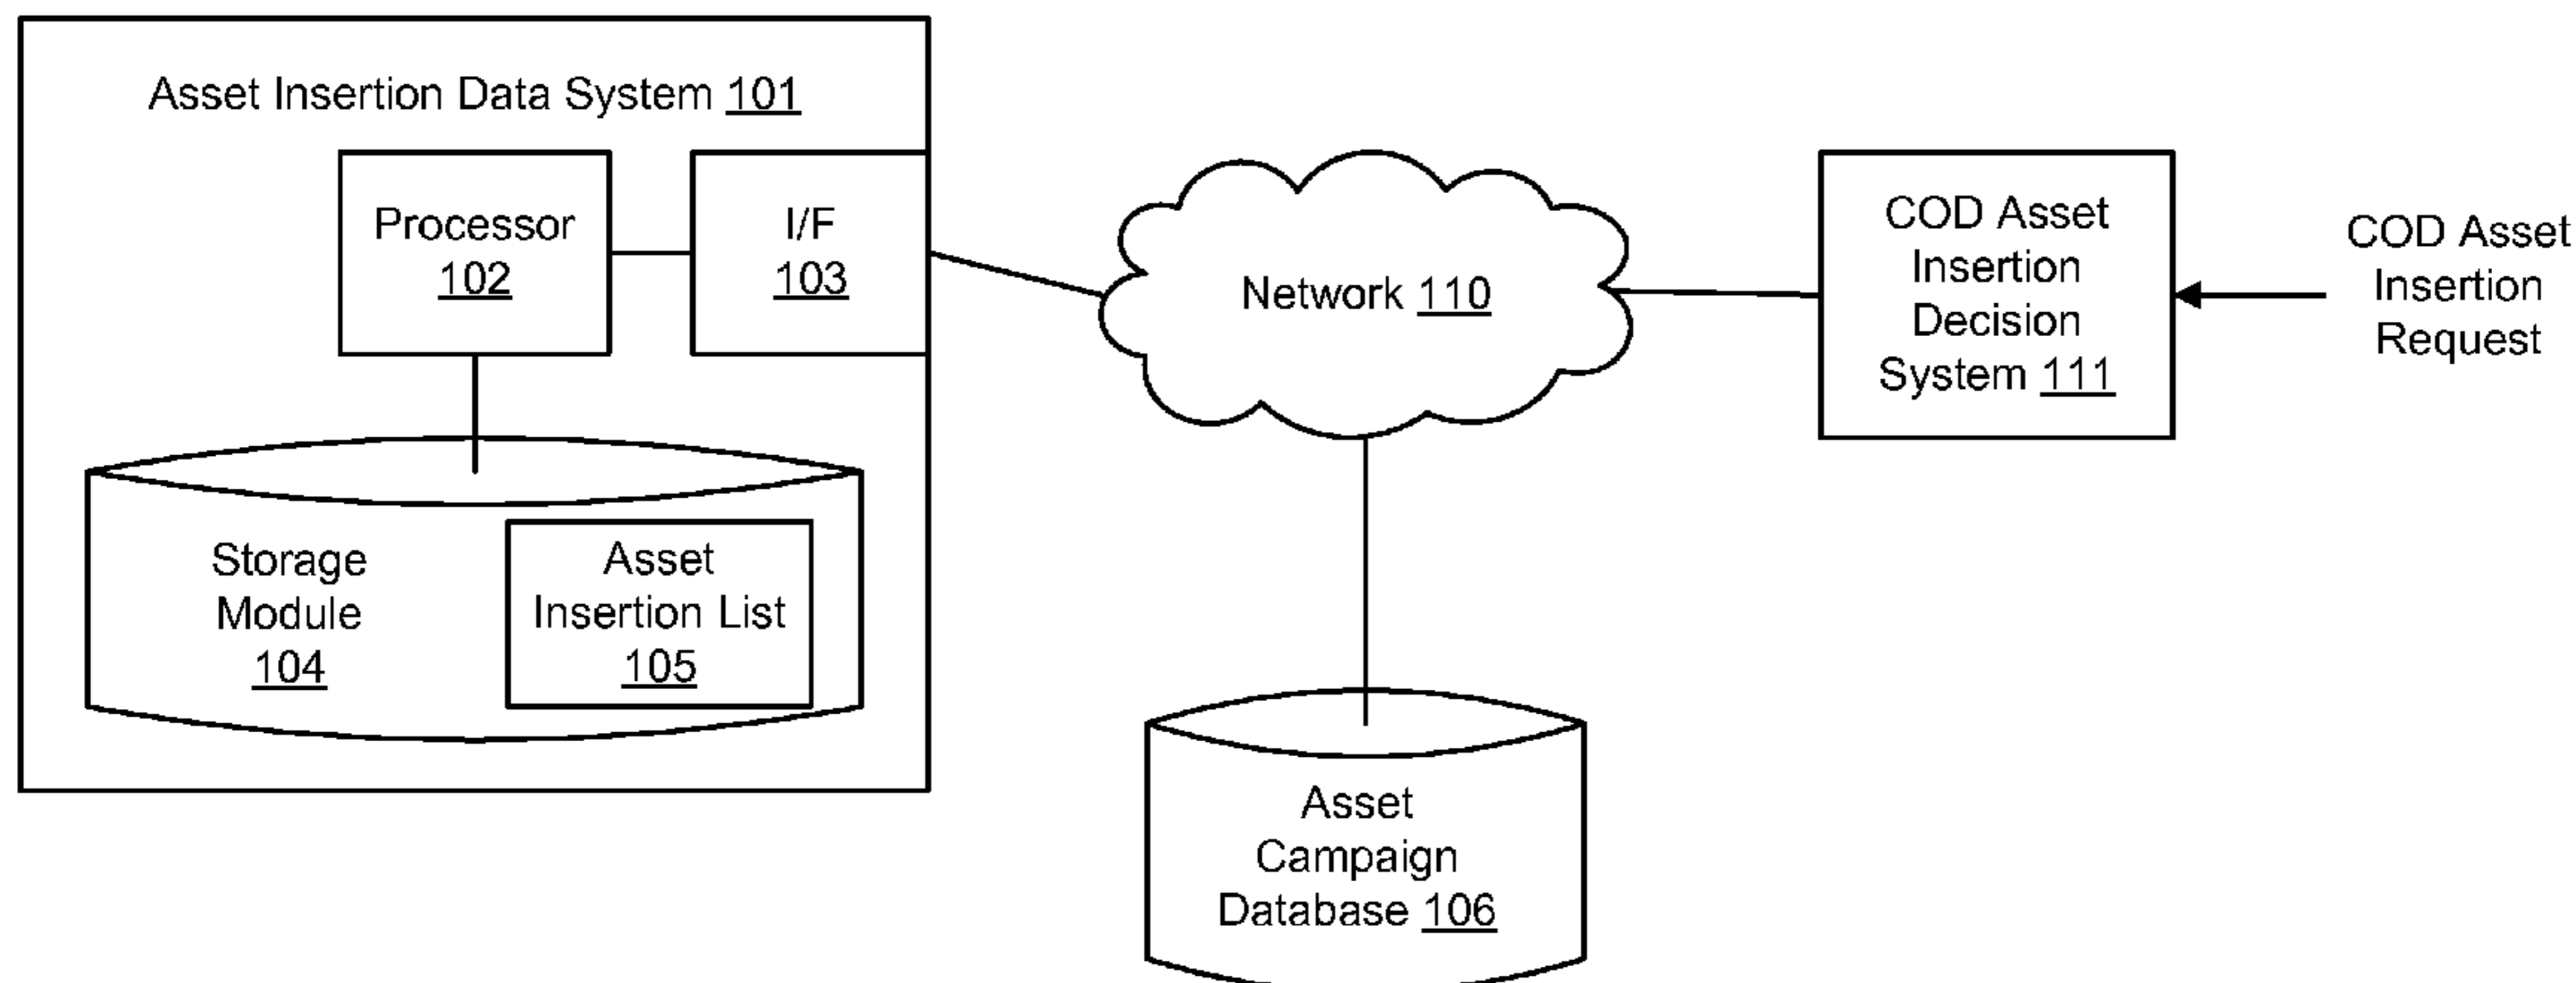 Asset Insertion Data System 101
Processor
102
I/F
103
Storage
Module
104
Asset
Insertion List
105
Network 110
Asset
Campaign
Database 106
COD Asset
Insertion
Decision
System 111
COD Asset
Insertion
Request